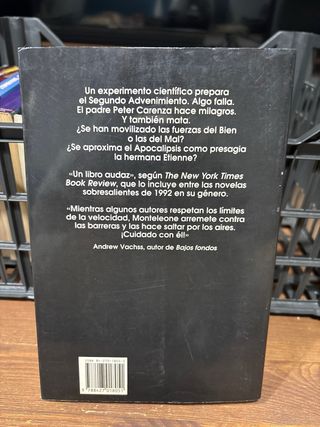 Un experimento científico prepara
el Segundo Advenimiento. Algo falla.
El padre Peter Carenza hace milagros.
Y también mata.
¿Se han movilizado las fuerzas del Bien
o las del Mal?
¿Se aproxima el Apocalipsis como presagia
la hermana Etienne?
«Un libro audaz», según The New York Times
Book Review, que lo incluye entre las novelas
sobresalientes de 1992 en su género.
«Mientras algunos autores respetan los límites
de la velocidad, Monteleone arremete contra
las barreras y las hace saltar por los aires.
¡Cuidado con él!»
Andrew Vachss, autor de Bajos fondos